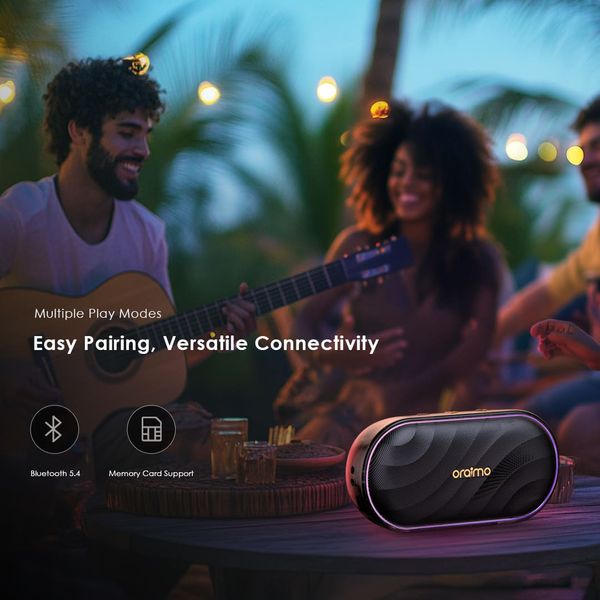 Multiple Play Modes
Easy Pairing, Versatile Connectivity
Bluetooth 5.4
Memory Card Support
oraimo